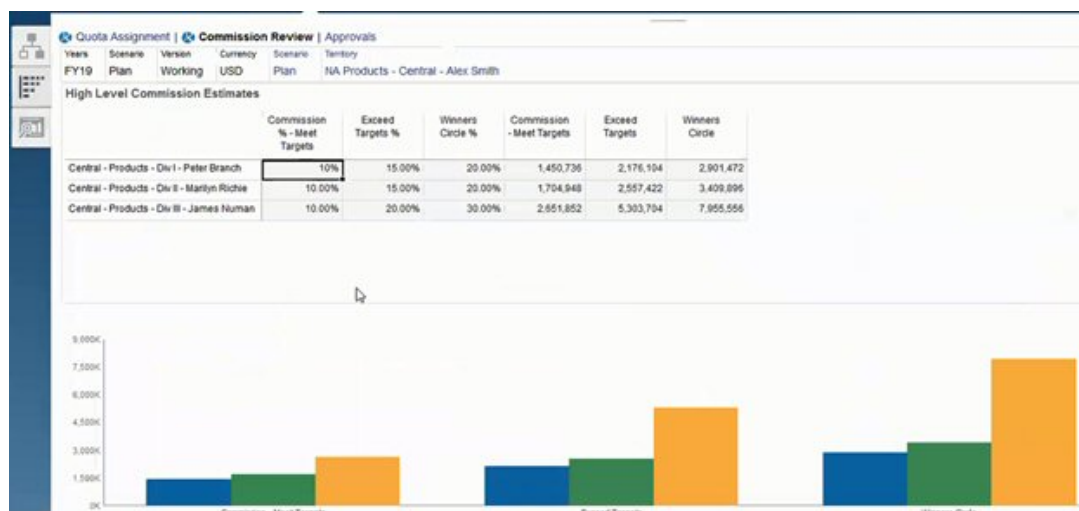 Quota Assignment | Commission Review | Approvals
Years Scenario Version Currency Scenario Territory
FY19 Plan Working USD Plan NA Products - Central - Alex Smith
High Level Commission Estimates
Commission % - Meet Targets Exceed Targets % Winners Circle % Commission - Meet Targets Exceed Targets Winners Circle
Central - Products - Div I - Peter Branch 10% 15.00% 20.00% 1,450,736 2,176,104 2,901,472
Central - Products - Div II - Marilyn Richie 10.00% 15.00% 20.00% 1,704,948 2,557,422 3,409,896
Central - Products - Div III - James Numan 10.00% 20.00% 30.00% 2,651,852 5,303,704 7,955,556
9,000K
7,500K
6,000K
4,500K
3,000K
1,500K
0K